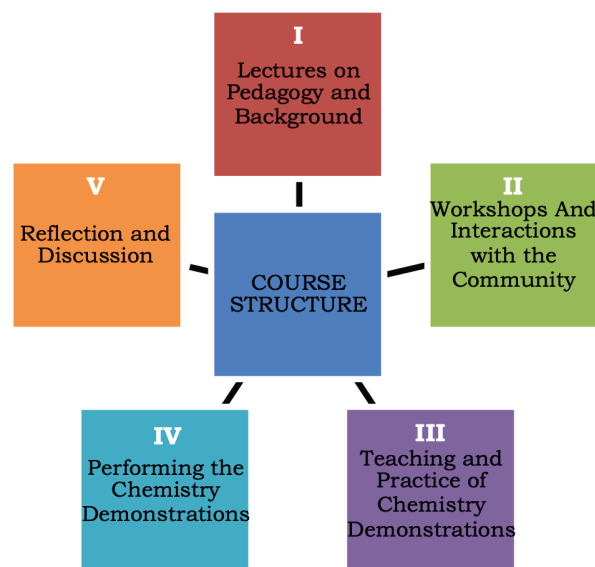 I
Lectures on
Pedagogy and
Background
II
Workshops And
Interactions
with the
Community
III
Teaching and
Practice of
Chemistry
Demonstrations
IV
Performing the
Chemistry
Demonstrations
V
Reflection and
Discussion
COURSE
STRUCTURE